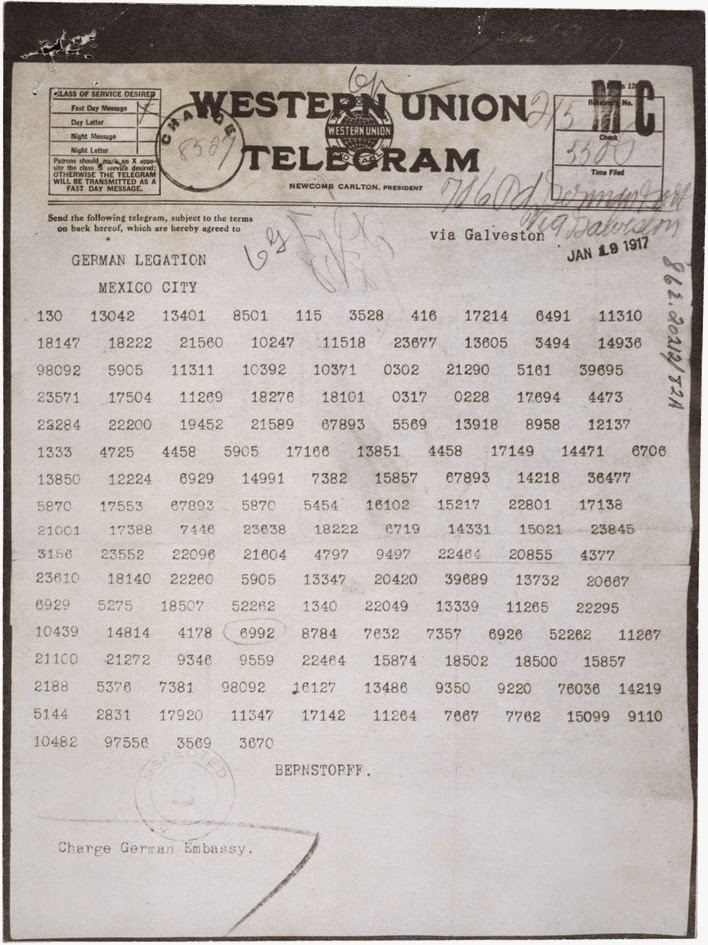 CLASS OF SERVICE DESIRED
Fast Day Message
Day Letter
Night Message
Night Letter
Patrons should mark an X oppo-
site the class of service desired;
OTHERWISE THE TELEGRAM
WILL BE TRANSMITTED AS A
FAST DAY MESSAGE.
CHARGE
WESTERN UNION
WESTERN UNION
TELEGRAM
NEWCOMB CARLTON, PRESIDENT
Receiver's No.
Check
Time Filed
Send the following telegram, subject to the terms
on back hereof, which are hereby agreed to
via Galveston
JAN 19 1917
GERMAN LEGATION
MEXICO CITY
130 13042 13401 8501 115 3528 416 17214 6491 11310
18147 18222 21560 10247 11518 23677 13605 3494 14936
98092 5905 11311 10392 10371 0302 21290 5161 39695
23571 17504 11269 18276 18101 0317 0228 17694 4473
22284 22200 19452 21589 67893 5569 13918 8958 12137
1333 4725 4458 5905 17166 13851 4458 17149 14471 6706
13850 12224 6929 14991 7382 15857 67893 14218 36477
5870 17553 67893 5870 5454 16102 15217 22801 17138
21001 17388 7446 23638 18222 6719 14331 15021 23845
3156 23552 22096 21604 4797 9497 22464 20855 4377
23610 18140 22260 5905 13347 20420 39689 13732 20667
6929 5275 18507 52262 1340 22049 13339 11265 22295
10439 14814 4178 6992 8784 7632 7357 6926 52262 11267
21100 21272 9346 9559 22464 15874 18502 18500 15857
2188 5376 7381 98092 16127 13486 9350 9220 76036 14219
5144 2831 17920 11347 17142 11264 7667 7762 15099 9110
10482 97556 3569 3670
BERNSTORFF.
INSPECTED
Charge German Embassy.
862.20212/82A